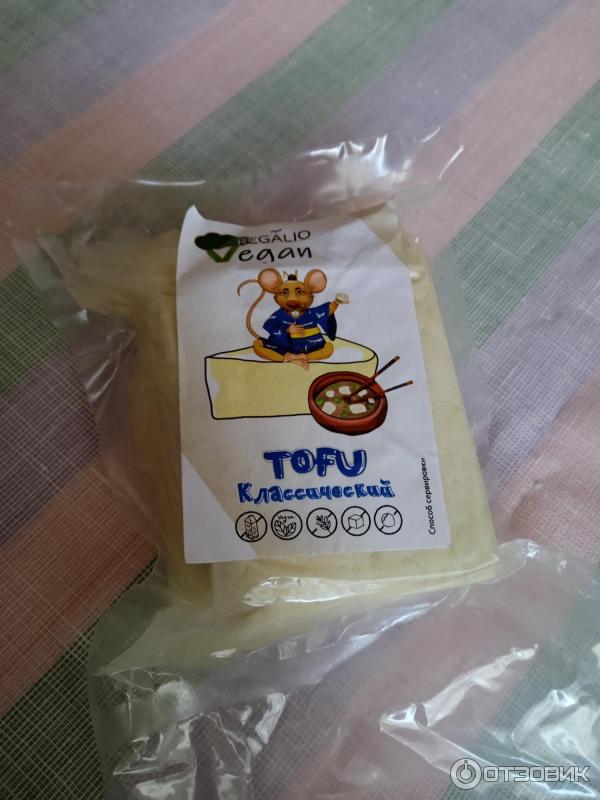 REGALIO
Vegan
TOFU
Классический
Способ сервировки
ОТЗОВИК